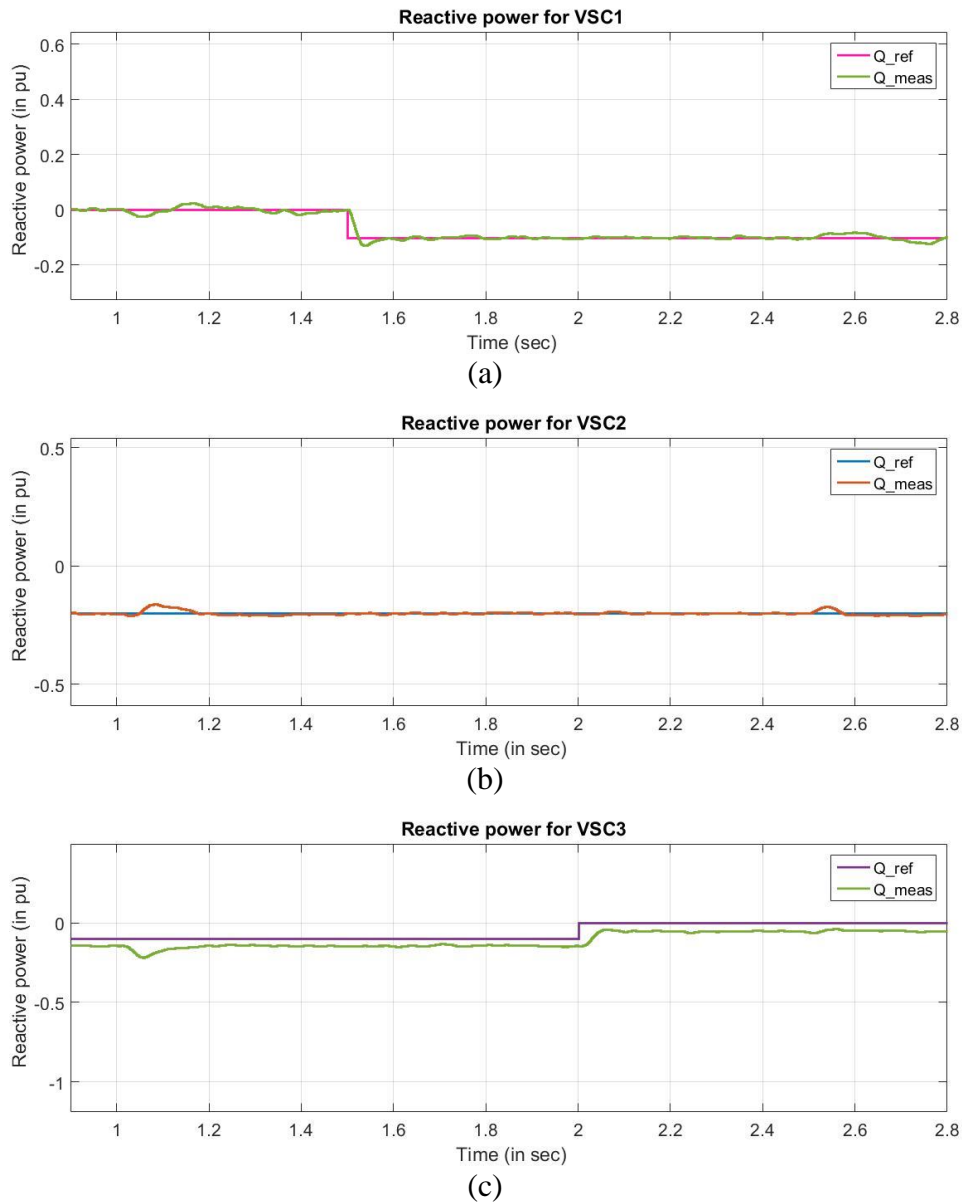 Reactive power for VSC1
Reactive power (in pu)
0.6
0.4
0.2
0
-0.2
Q_ref
Q_meas
1 1.2 1.4 1.6 1.8 2 2.2 2.4 2.6 2.8
Time (sec)
(a)
Reactive power for VSC2
Reactive power (in pu)
0.5
0
-0.5
Q_ref
Q_meas
1 1.2 1.4 1.6 1.8 2 2.2 2.4 2.6 2.8
Time (in sec)
(b)
Reactive power for VSC3
Reactive power (in pu)
0
-0.5
-1
Q_ref
Q_meas
1 1.2 1.4 1.6 1.8 2 2.2 2.4 2.6 2.8
Time (in sec)
(c)